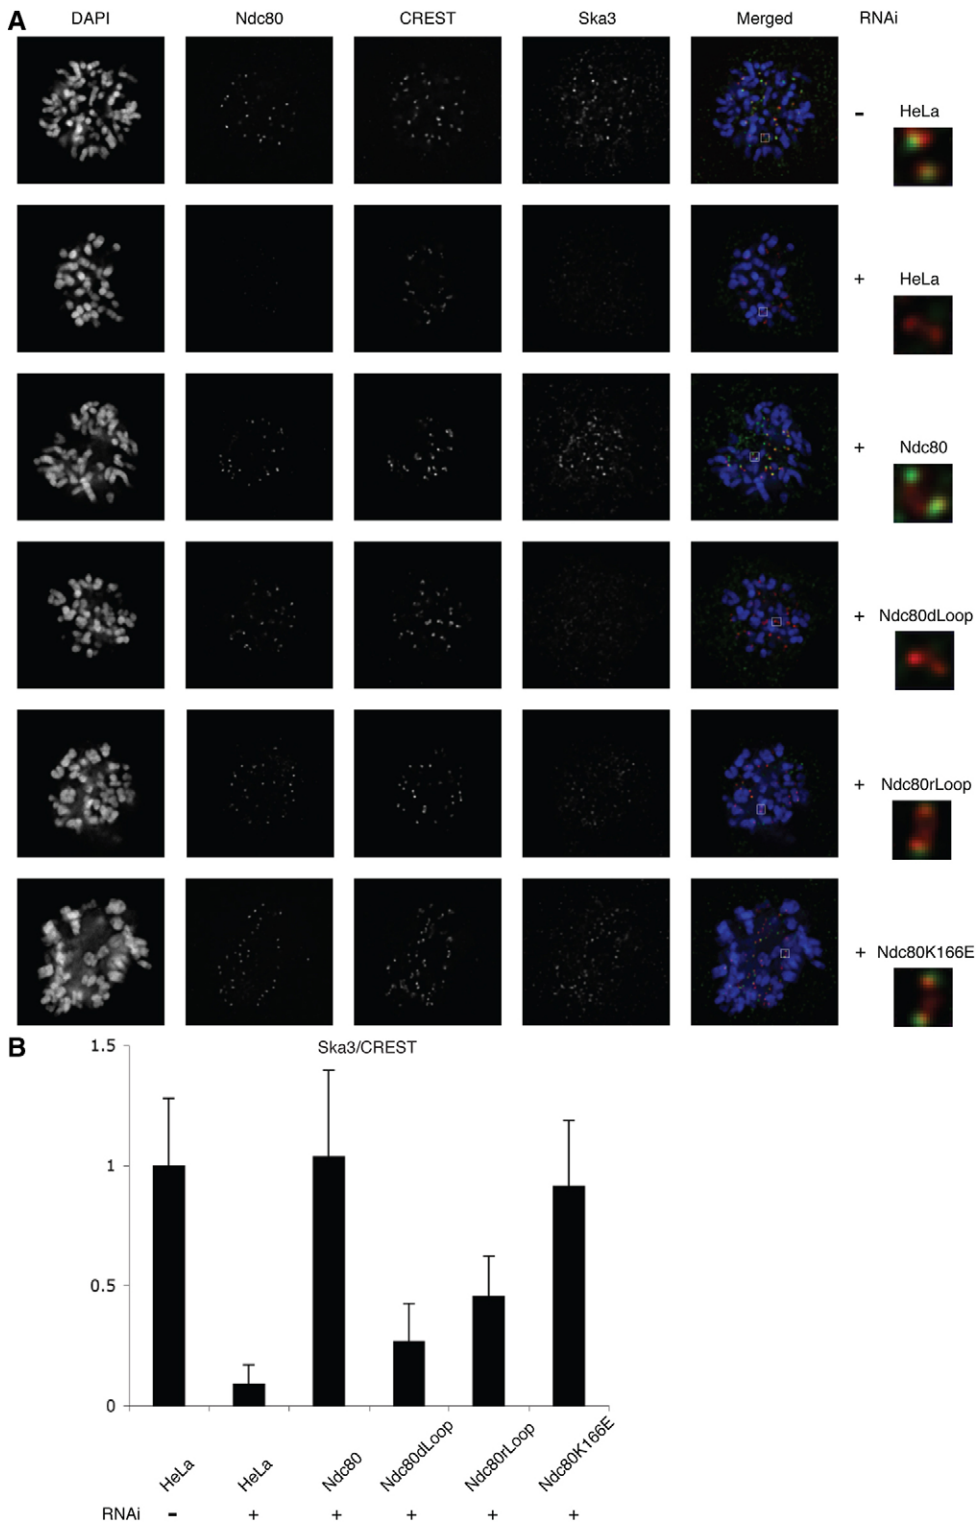 A
DAPI Ndc80 CREST Ska3 Merged RNAi
- HeLa
+ HeLa
+ Ndc80
+ Ndc80dLoop
+ Ndc80rLoop
+ Ndc80K166E
B
Ska3/CREST
1.5
1
0.5
0
HeLa HeLa Ndc80 Ndc80dLoop Ndc80rLoop Ndc80K166E
RNAi - + + + + +